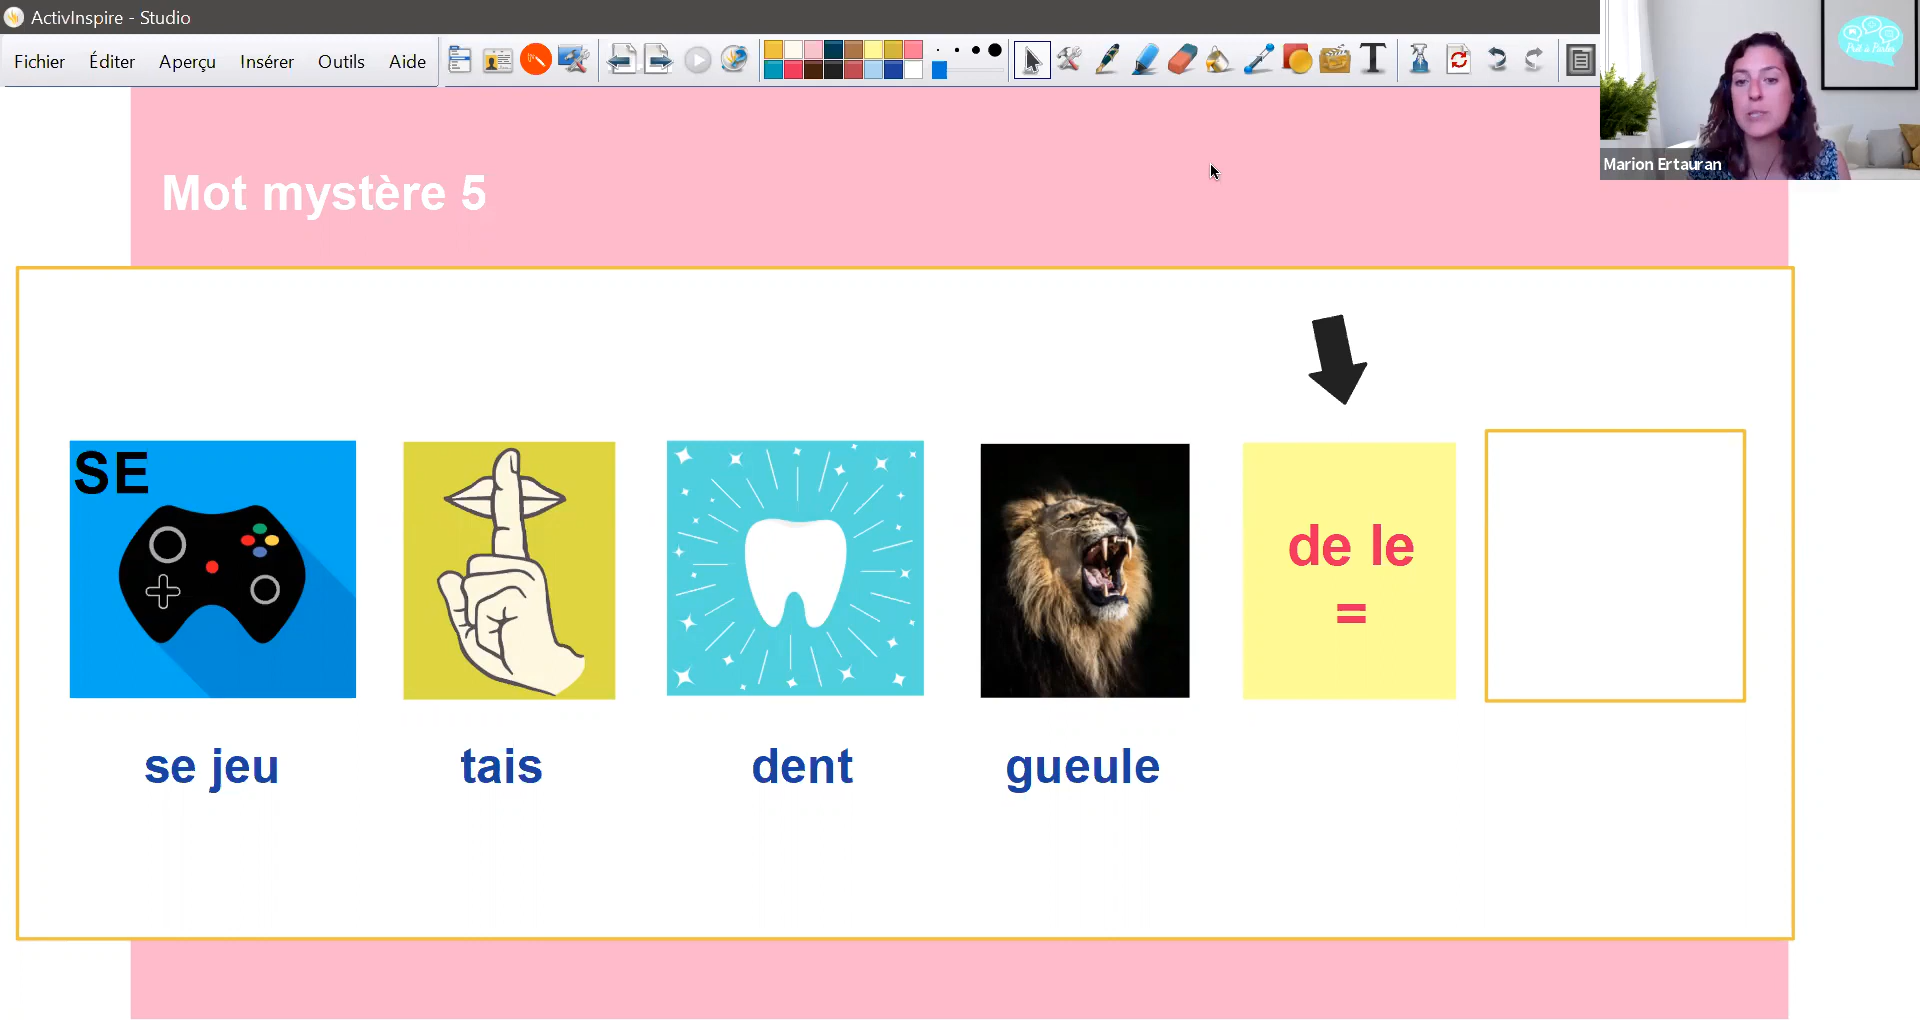 ActivInspire - Studio
Fichier Éditer Aperçu Insérer Outils Aide
Marion Ertauran
Mot mystère 5
SE
de le
=
se jeu
tais
dent
gueule